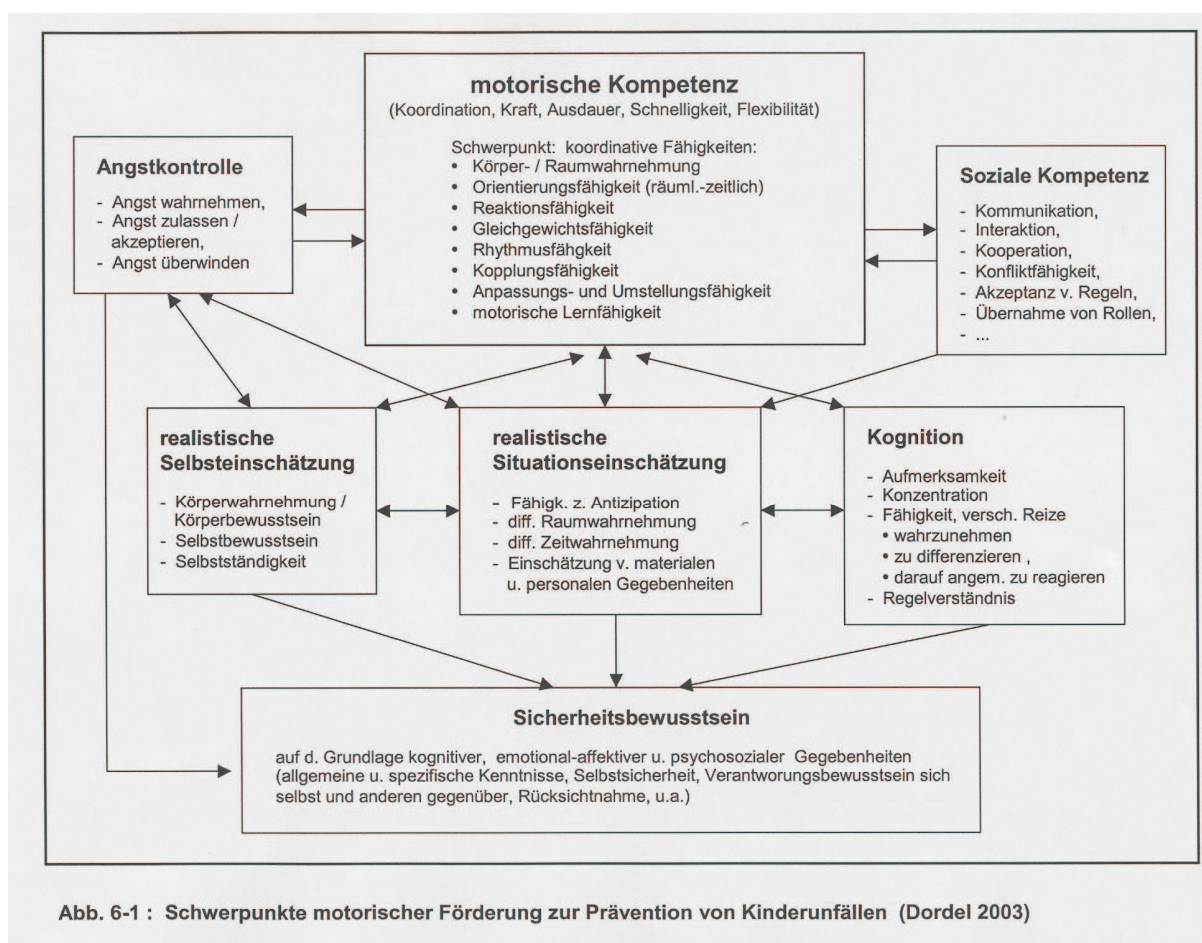 motorische Kompetenz
(Koordination, Kraft, Ausdauer, Schnelligkeit, Flexibilität)
Schwerpunkt: koordinative Fähigkeiten:
• Körper- / Raumwahrnehmung
• Orientierungsfähigkeit (räuml.-zeitlich)
• Reaktionsfähigkeit
• Gleichgewichtsfähigkeit
• Rhythmusfähgkeit
• Kopplungsfähigkeit
• Anpassungs- und Umstellungsfähigkeit
• motorische Lernfähigkeit
Angstkontrolle
- Angst wahrnehmen,
- Angst zulassen /
akzeptieren,
- Angst überwinden
Soziale Kompetenz
- Kommunikation,
- Interaktion,
- Kooperation,
- Konfliktfähigkeit,
- Akzeptanz v. Regeln,
- Übernahme von Rollen,
- ...
realistische
Selbsteinschätzung
- Körperwahrnehmung /
Körperbewusstsein
- Selbstbewusstsein
- Selbstständigkeit
realistische
Situationseinschätzung
- Fähigk. z. Antizipation
- diff. Raumwahrnehmung
- diff. Zeitwahrnehmung
- Einschätzung v. materialen
u. personalen Gegebenheiten
Kognition
- Aufmerksamkeit
- Konzentration
- Fähigkeit, versch. Reize
• wahrzunehmen
• zu differenzieren ,
• darauf angem. zu reagieren
- Regelverständnis
Sicherheitsbewusstsein
auf d. Grundlage kognitiver, emotional-affektiver u. psychosozialer Gegebenheiten
(allgemeine u. spezifische Kenntnisse, Selbstsicherheit, Verantworungsbewusstsein sich
selbst und anderen gegenüber, Rücksichtnahme, u.a.)
Abb. 6-1 : Schwerpunkte motorischer Förderung zur Prävention von Kinderunfällen (Dordel 2003)